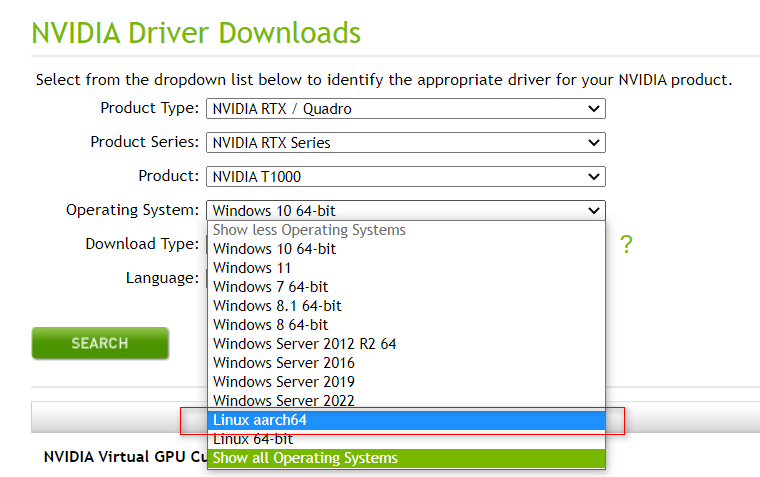 NVIDIA Driver Downloads
Select from the dropdown list below to identify the appropriate driver for your NVIDIA product.
Product Type: NVIDIA RTX / Quadro
Product Series: NVIDIA RTX Series
Product: NVIDIA T1000
Operating System: Windows 10 64-bit
Show less Operating Systems
Download Type: ?
Windows 10 64-bit
Windows 11
Language:
Windows 7 64-bit
Windows 8.1 64-bit
Windows 8 64-bit
SEARCH
Windows Server 2012 R2 64
Windows Server 2016
Windows Server 2019
Windows Server 2022
Linux aarch64
Linux 64-bit
NVIDIA Virtual GPU Cu
Show all Operating Systems